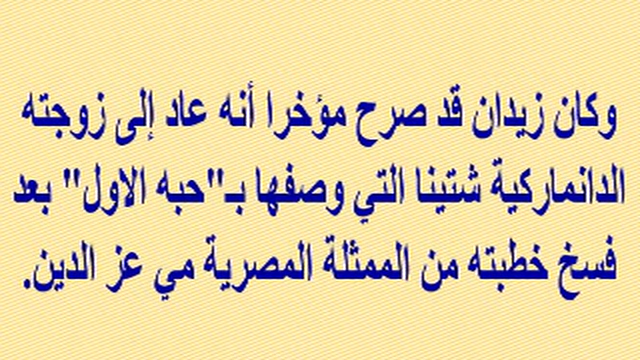 وكان زيدان قد صرح مؤخرا أنه عاد إلى زوجته
الدانماركية شتينا التي وصفها بـ"حبه الاول" بعد
فسخ خطبته من الممثلة المصرية مي عز الدين.